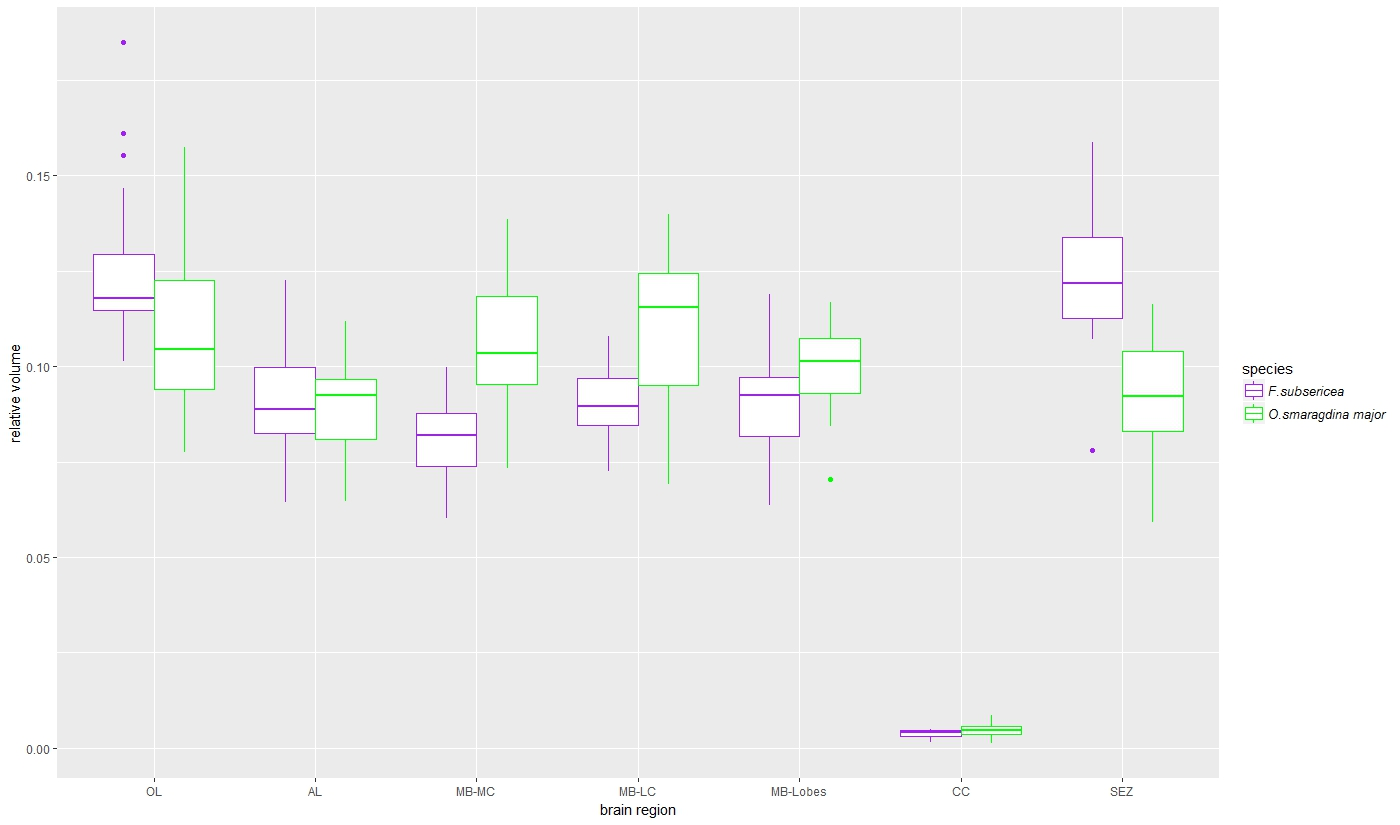 relative volume
0.15
0.10
0.05
0.00
OL AL MB-MC MB-LC MB-Lobes CC SEZ
brain region
species
F.subsericea
O.smaragdina major